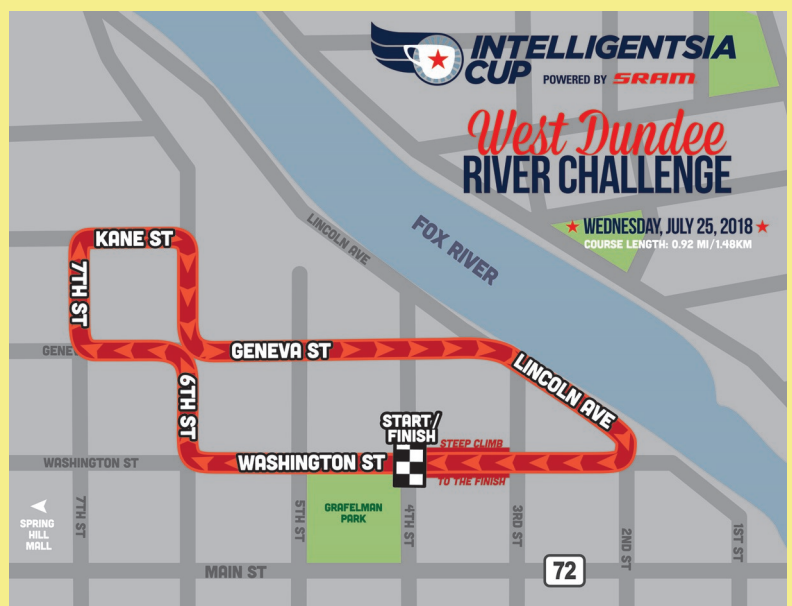 INTELLIGENTSIA
CUP POWERED BY SRAM
West Dundee
RIVER CHALLENGE
WEDNESDAY, JULY 25, 2018
COURSE LENGTH: 0.92 MI/1.48KM
LINCOLN AVE
FOX RIVER
KANE ST
7TH ST
GENE
GENEVA ST
LINCOLN AVE
6TH ST
START/
FINISH
STEEP CLIMB
WASHINGTON ST
WASHINGTON ST
TO THE FINISH
SPRING
HILL
MALL
7TH ST
5TH ST
GRAFELMAN
PARK
4TH ST
3RD ST
2ND ST
1ST ST
MAIN ST
72